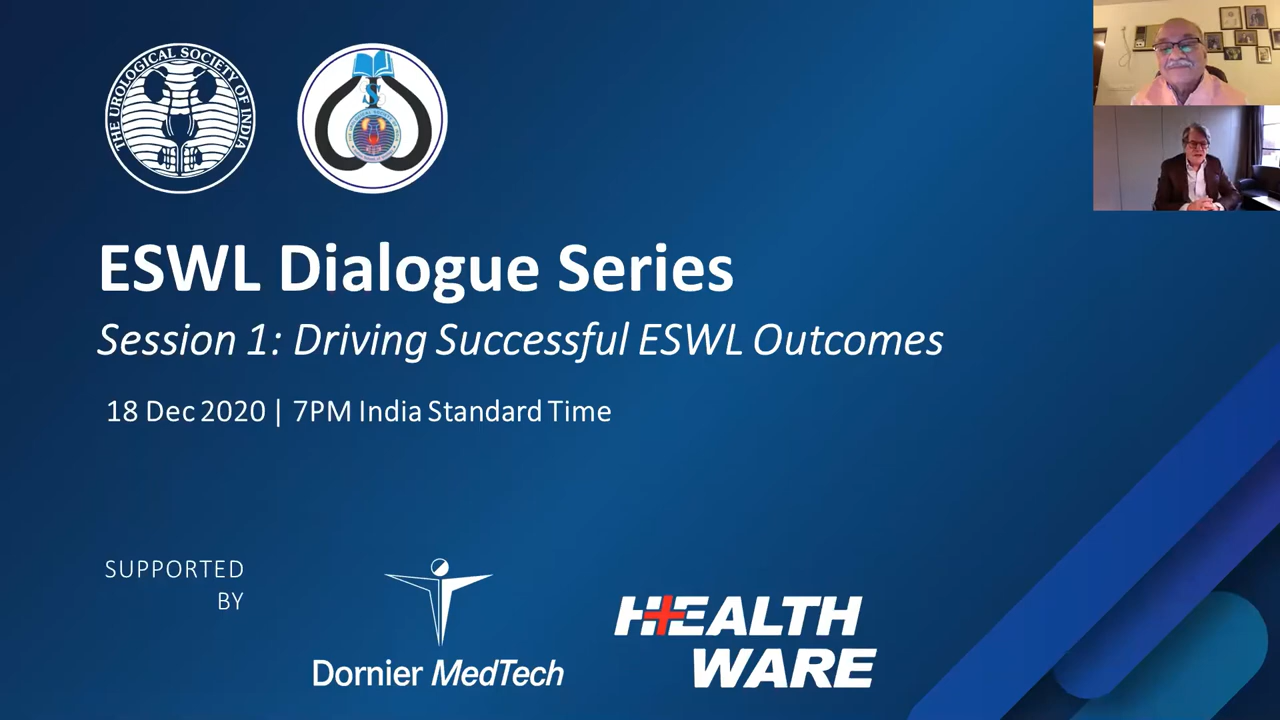 THE UROLOGICAL SOCIETY OF INDIA
S
ESWL Dialogue Series
Session 1: Driving Successful ESWL Outcomes
18 Dec 2020 | 7PM India Standard Time
SUPPORTED
BY
Dornier MedTech
HEALTH
WARE